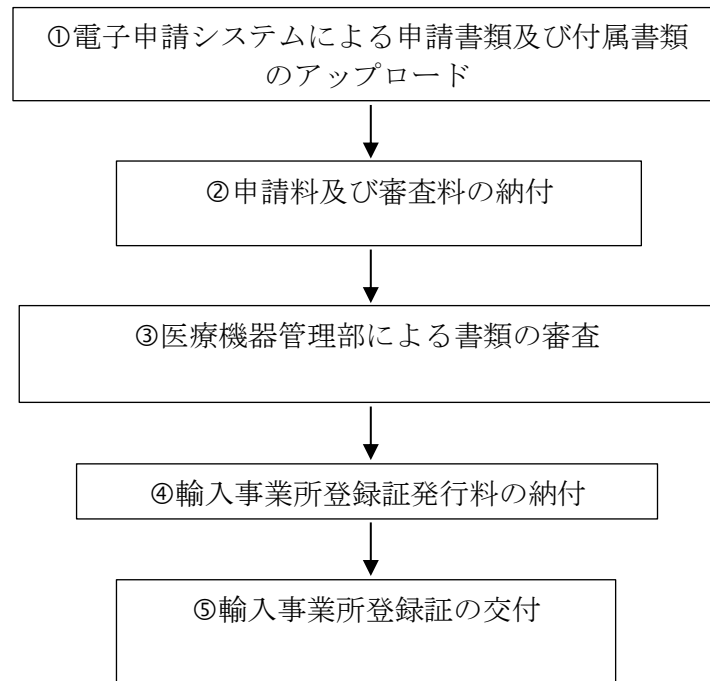 ①電子申請システムによる申請書類及び付属書類
のアップロード
②申請料及び審査料の納付
③医療機器管理部による書類の審査
④輸入事業所登録証発行料の納付
⑤輸入事業所登録証の交付